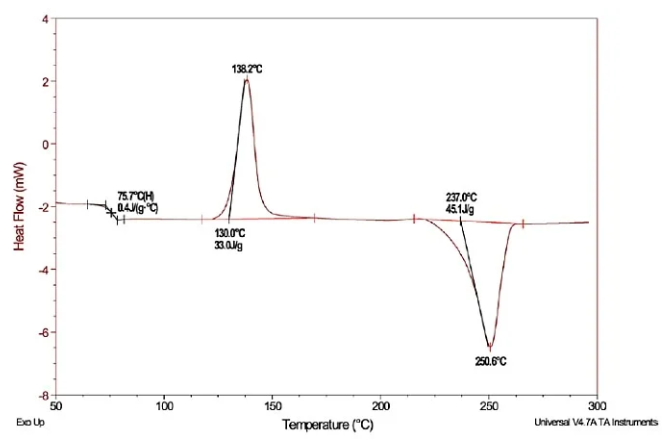 4
2
0
-2
-4
-6
-8
Heat Flow (mW)
138.2°C
75.7°C(H)
0.4J/(g·°C)
130.0°C
33.0J/g
237.0°C
45.1J/g
250.6°C
50
100
150
200
250
300
Exo Up
Temperature (°C)
Universal V4.7A TA Instruments